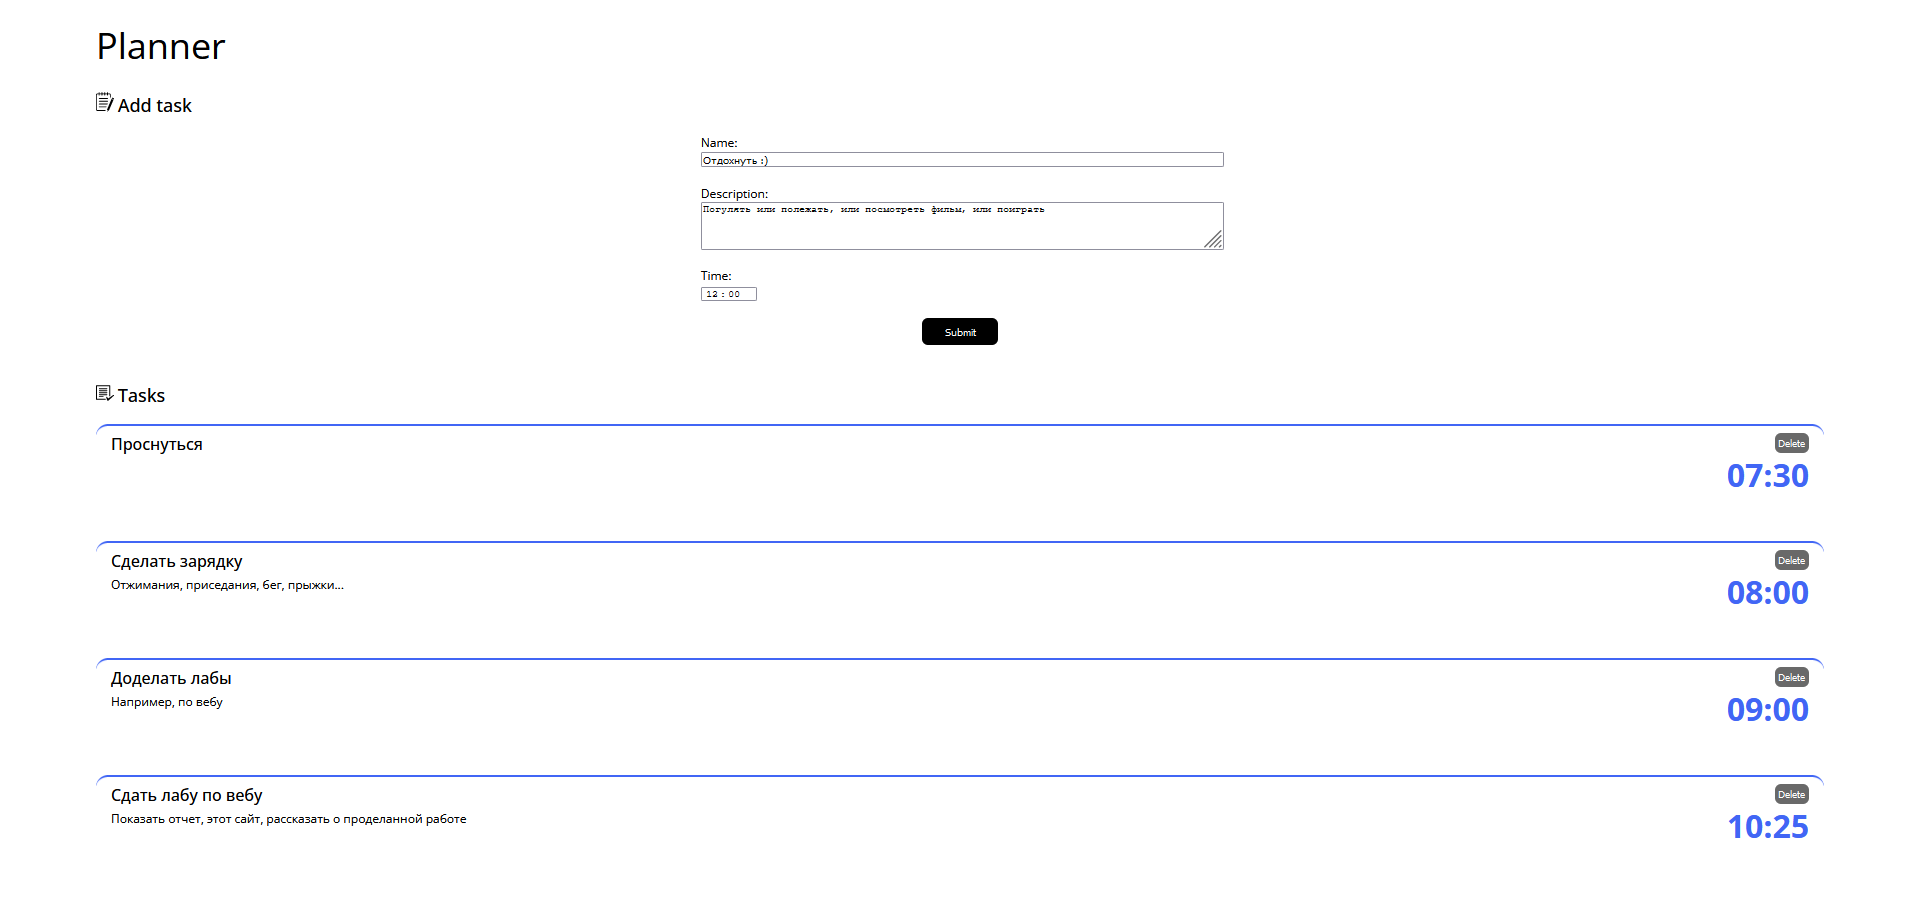 Planner
Add task
Name:
Отдохнуть :)
Description:
Погулять или полежать, или посмотреть фильм, или поиграть
Time:
12 : 00
Submit
Tasks
Проснуться
Delete
07:30
Сделать зарядку
Delete
Отжимания, приседания, бег, прыжки...
08:00
Доделать лабы
Delete
Например, по вебу
09:00
Сдать лабу по вебу
Delete
Показать отчет, этот сайт, рассказать о проделанной работе
10:25